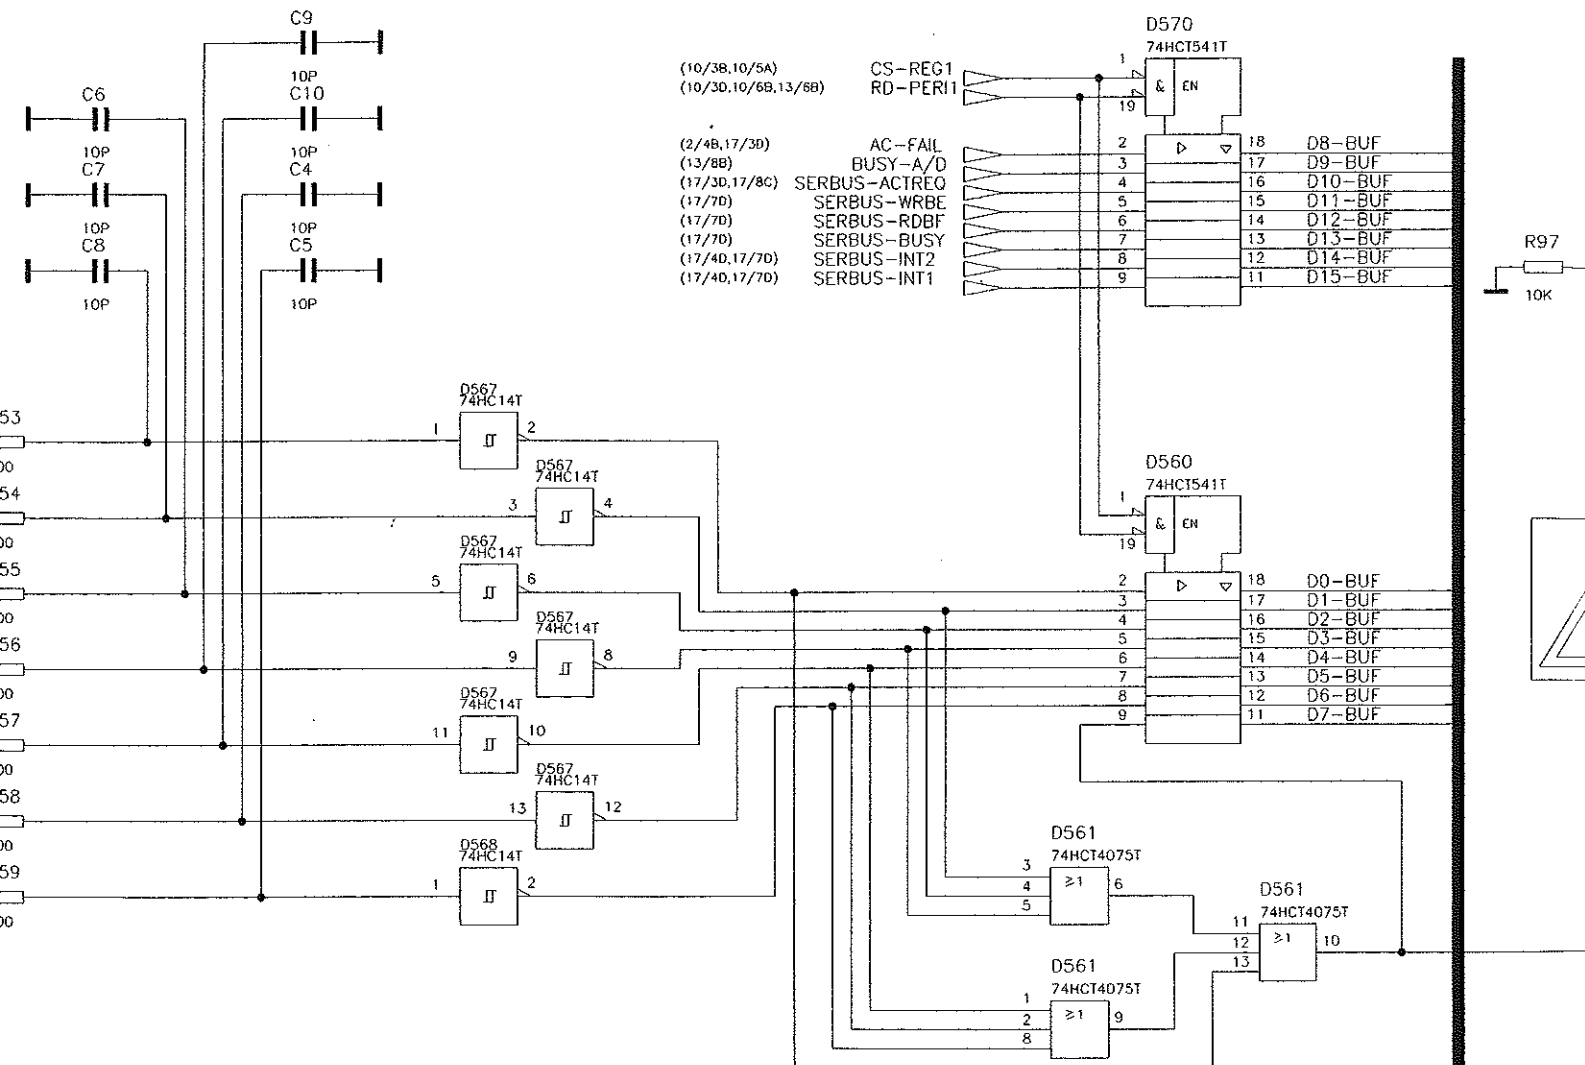 C9
10P
C6
10P
C10
10P
C7
10P
C4
10P
C8
10P
C5
10P
D570
74HCT541T
(10/3B,10/5A) CS-REG1 1
(10/3D,10/6B,13/6B) RD-PERI1 19
& EN
(2/4B,17/3D) AC-FAIL 2 18 D8-BUF
(13/8B) BUSY-A/D 3 17 D9-BUF
(17/3D,17/8C) SERBUS-ACTREQ 4 16 D10-BUF
(17/7D) SERBUS-WRBE 5 15 D11-BUF
(17/7D) SERBUS-RDBF 6 14 D12-BUF
(17/7D) SERBUS-BUSY 7 13 D13-BUF
(17/4D,17/7D) SERBUS-INT2 8 12 D14-BUF
(17/4D,17/7D) SERBUS-INT1 9 11 D15-BUF
R97
10K
53
00
D567
74HC14T
1 2
54
00
D567
74HC14T
3 4
55
00
D567
74HC14T
5 6
56
00
D567
74HC14T
9 8
57
00
D567
74HC14T
11 10
58
00
D567
74HC14T
13 12
59
00
D568
74HC14T
1 2
D560
74HCT541T
1
19
& EN
2 18 D0-BUF
3 17 D1-BUF
4 16 D2-BUF
5 15 D3-BUF
6 14 D4-BUF
7 13 D5-BUF
8 12 D6-BUF
9 11 D7-BUF
D561
74HCT4075T
3
4
5
≥1
6
D561
74HCT4075T
11
12
13
≥1
10
D561
74HCT4075T
1
2
8
≥1
9